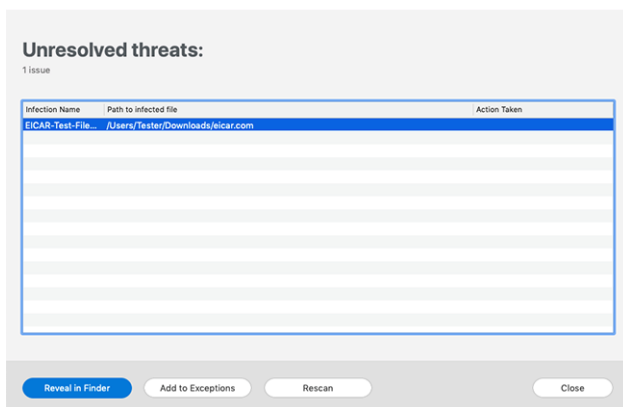 Unresolved threats:
1 issue
Infection Name Path to infected file Action Taken
EICAR-Test-File... /Users/Tester/Downloads/eicar.com
Reveal in Finder Add to Exceptions Rescan Close